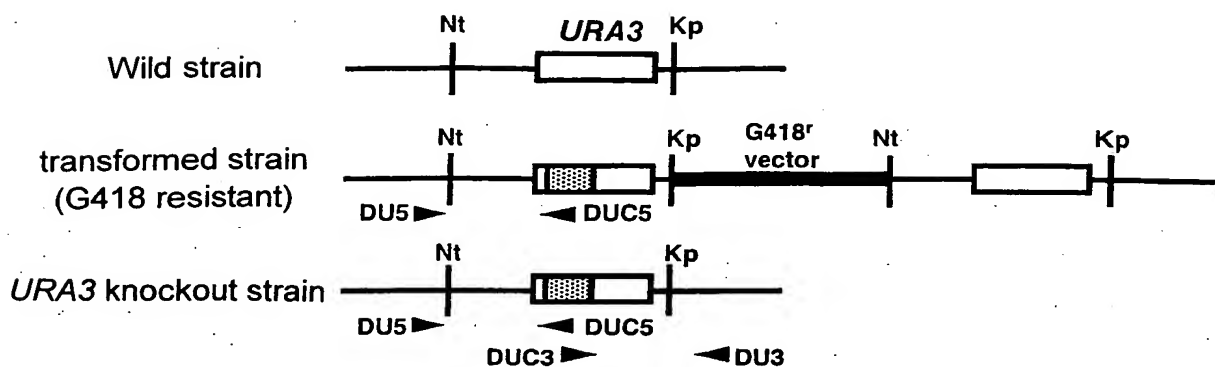 Nt URA3 Kp
Wild strain
Nt Kp G418r vector Nt Kp
transformed strain
(G418 resistant)
DU5 DUC5
Nt Kp
URA3 knockout strain
DU5 DUC5
DUC3 DU3